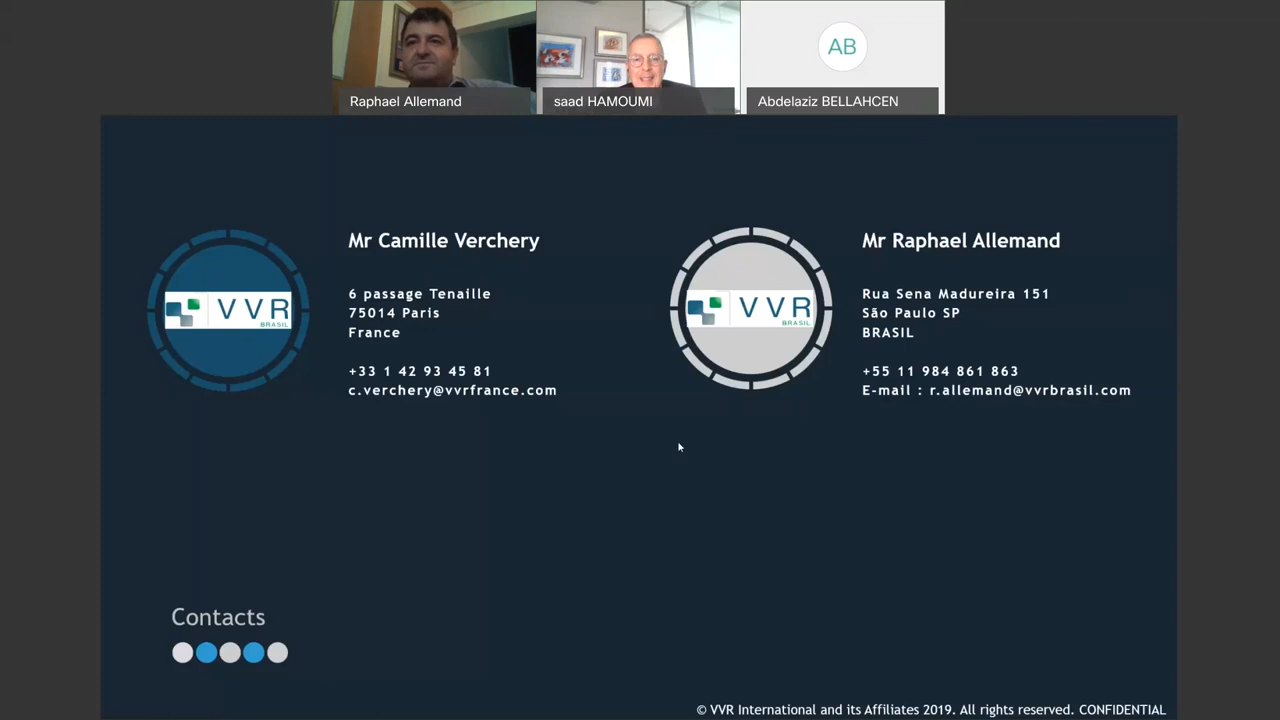 Raphael Allemand
saad HAMOUMI
AB
Abdelaziz BELLAHCEN
Mr Camille Verchery
6 passage Tenaille
75014 Paris
France
+33 1 42 93 45 81
c.verchery@vvrfrance.com
VVR
BRASIL
Mr Raphael Allemand
Rua Sena Madureira 151
São Paulo SP
BRASIL
+55 11 984 861 863
E-mail : r.allemand@vvrbrasil.com
VVR
BRASIL
Contacts
© VVR International and its Affiliates 2019. All rights reserved. CONFIDENTIAL